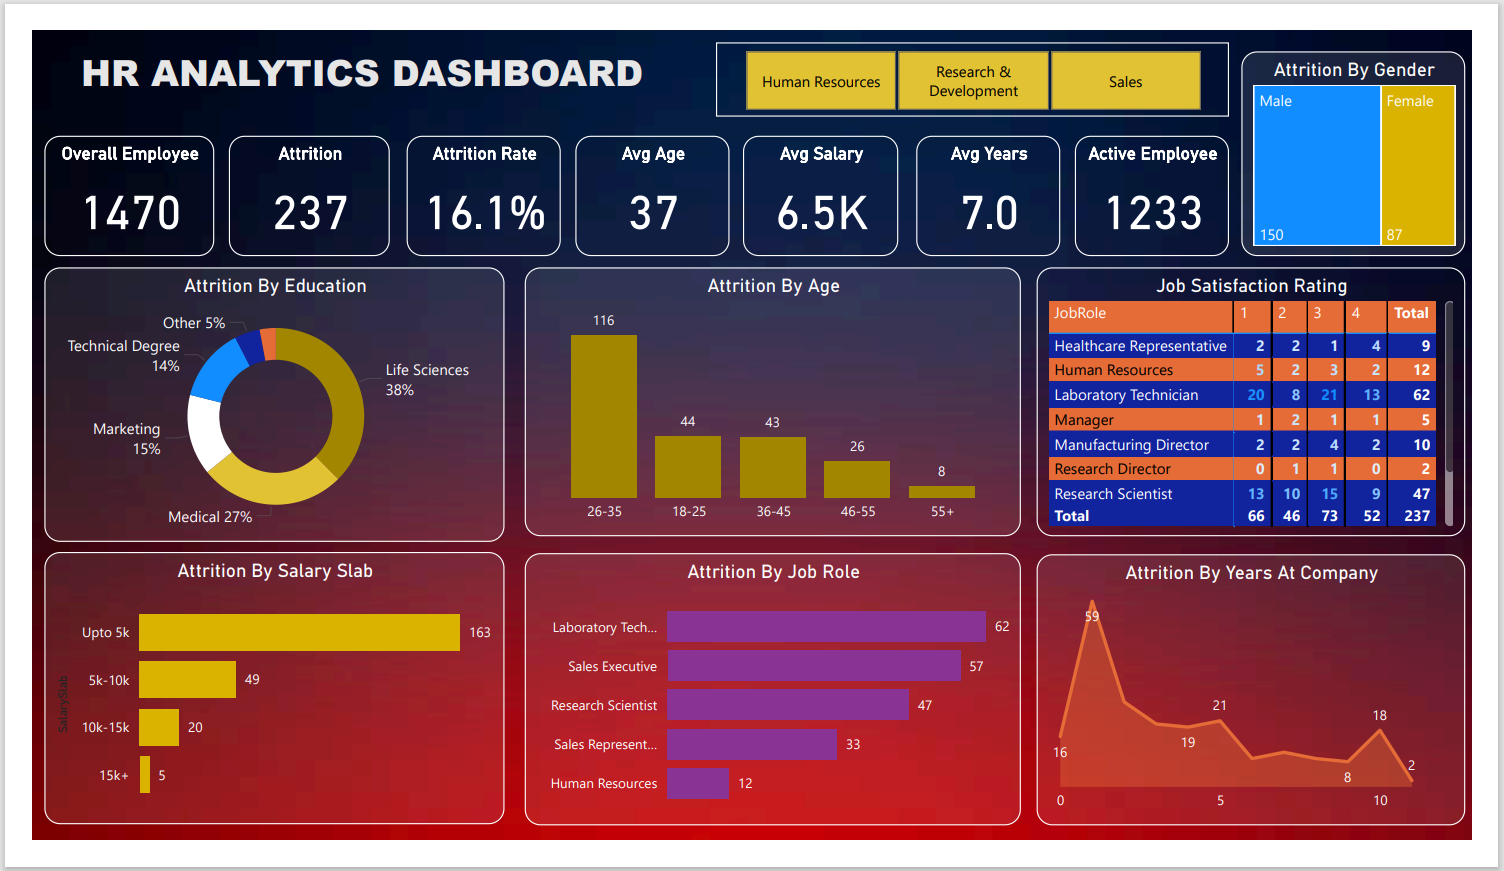 HR ANALYTICS DASHBOARD
Human Resources
Research &
Development
Sales
Attrition By Gender
Male
Female
150
87
Overall Employee
1470
Attrition
237
Attrition Rate
16.1%
Avg Age
37
Avg Salary
6.5K
Avg Years
7.0
Active Employee
1233
Attrition By Education
Other 5%
Technical Degree
14%
Life Sciences
38%
Marketing
15%
Medical 27%
Attrition By Age
116
44
43
26
8
26-35 18-25 36-45 46-55 55+
Job Satisfaction Rating
JobRole 1 2 3 4 Total
Healthcare Representative 2 2 1 4 9
Human Resources 5 2 3 2 12
Laboratory Technician 20 8 21 13 62
Manager 1 2 1 1 5
Manufacturing Director 2 2 4 2 10
Research Director 0 1 1 0 2
Research Scientist 13 10 15 9 47
Total 66 46 73 52 237
Attrition By Salary Slab
SalarySlab
Upto 5k 163
5k-10k 49
10k-15k 20
15k+ 5
Attrition By Job Role
Laboratory Tech... 62
Sales Executive 57
Research Scientist 47
Sales Represent... 33
Human Resources 12
Attrition By Years At Company
59
21
18
16
19
8
2
0 5 10